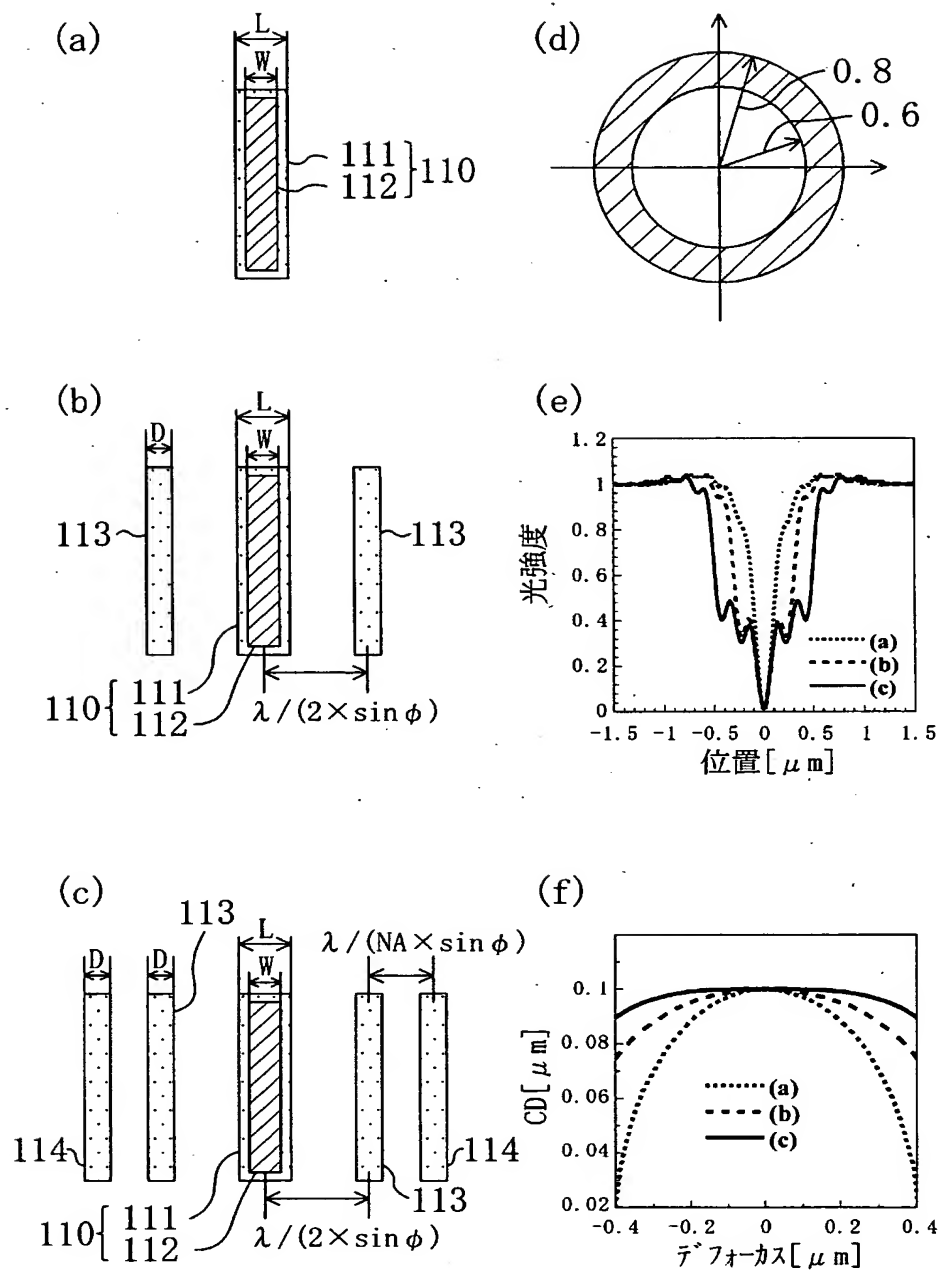 (a)
L
W
111
112
110
(d)
0.8
0.6
(b)
D
L
W
113
113
110
111
112
λ/(2×sinφ)
(e)
1.2
1
0.8
0.6
0.4
0.2
0
光強度
-1.5
-1
-0.5
0
0.5
1
1.5
位置[μm]
(a)
(b)
(c)
(c)
113
D
D
L
W
λ/(NA×sinφ)
114
113
114
110
111
112
λ/(2×sinφ)
(f)
0.1
0.08
0.06
0.04
0.02
CD[μm]
-0.4
-0.2
0
0.2
0.4
デフォーカス[μm]
(a)
(b)
(c)